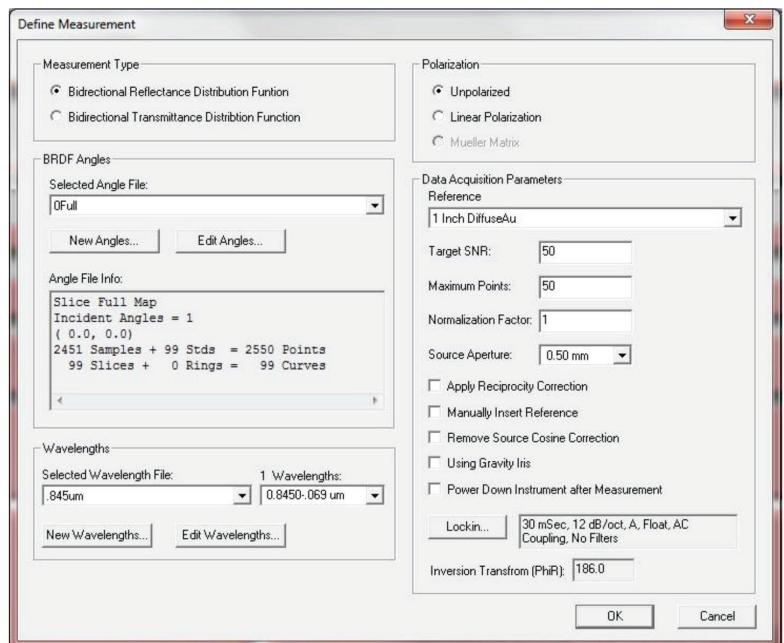 Define Measurement
Measurement Type
Bidrectional Reflectance Distribution Funtion
Bidirectional Transmittance Distribtion Function
BRDF Angles
Selected Angle File:
0Full
New Angles...
Edit Angles...
Angle File Info:
Slice Full Map
Incident Angles = 1
( 0.0, 0.0)
2451 Samples + 99 Stds = 2550 Points
99 Slices + 0 Rings = 99 Curves
Wavelengths
Selected Wavelength File:
1 Wavelengths:
.845um
0.8450-.069 um
New Wavelengths...
Edit Wavelengths...
Polarization
Unpolarized
Linear Polarization
Mueller Matrix
Data Acquisition Parameters
Reference
1 Inch DiffuseAu
Target SNR: 50
Maximum Points: 50
Normalization Factor: 1
Source Aperture: 0.50 mm
Apply Reciprocity Correction
Manually Insert Reference
Remove Source Cosine Correction
Using Gravity Iris
Power Down Instrument after Measurement
Lockin...
30 mSec, 12 dB/oct, A, Float, AC
Coupling, No Filters
Inversion Transfrom (PhiR): 186.0
OK
Cancel